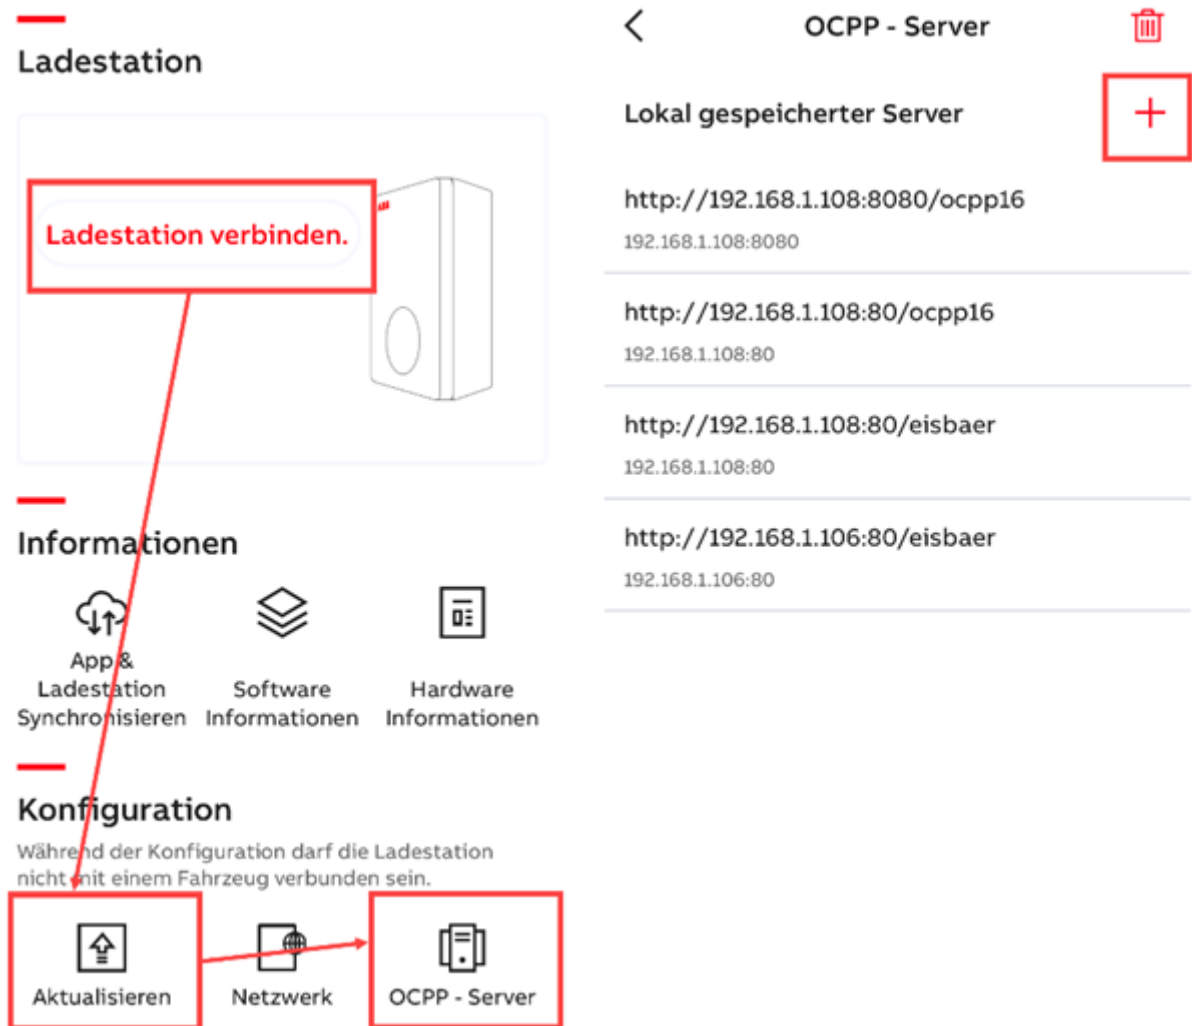 Ladestation
Ladestation verbinden.
Informationen
App &
Ladestation
Synchronisieren
Software
Informationen
Hardware
Informationen
Konfiguration
Während der Konfiguration darf die Ladestation
nicht mit einem Fahrzeug verbunden sein.
Aktualisieren
Netzwerk
OCPP - Server
OCPP - Server
Lokal gespeicherter Server
http://192.168.1.108:8080/ocpp16
192.168.1.108:8080
http://192.168.1.108:80/ocpp16
192.168.1.108:80
http://192.168.1.108:80/eisbaer
192.168.1.108:80
http://192.168.1.106:80/eisbaer
192.168.1.106:80